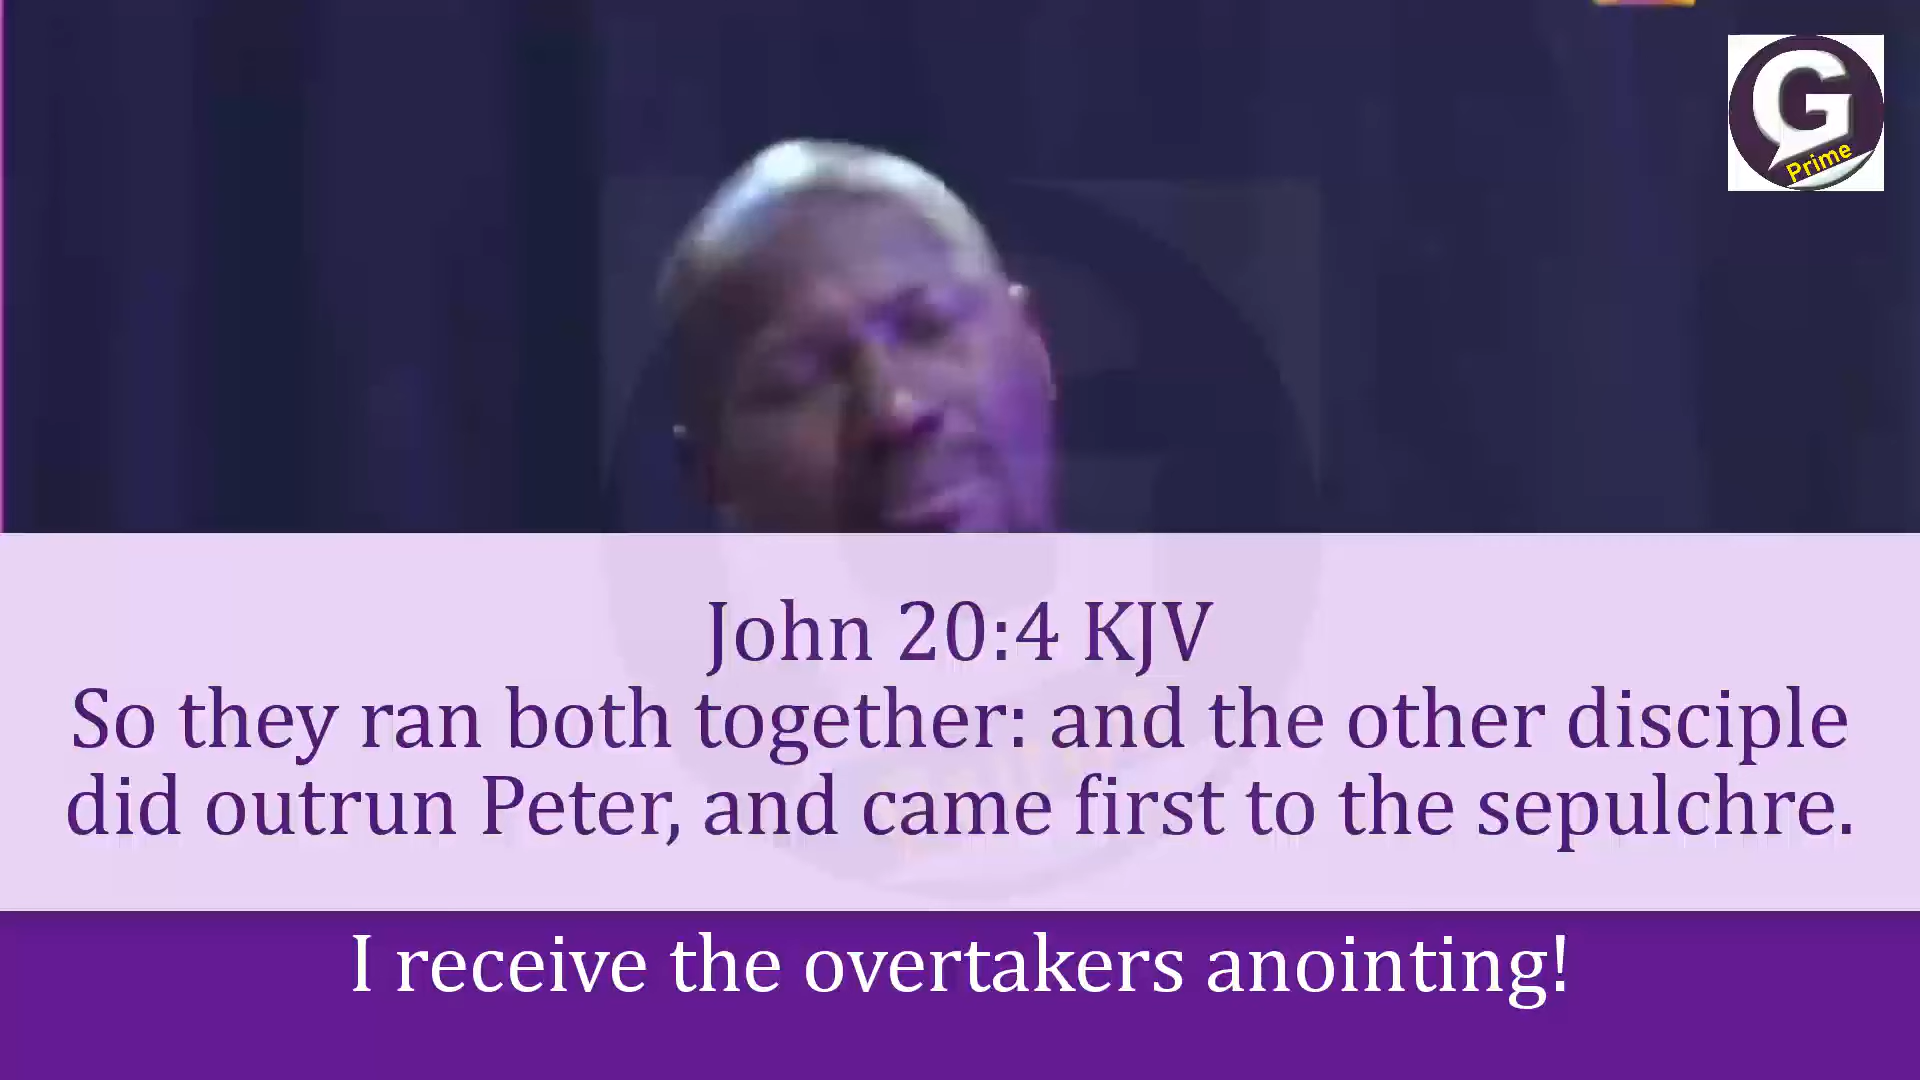 G
Prime
John 20:4 KJV
So they ran both together: and the other disciple
did outrun Peter, and came first to the sepulchre.
I receive the overtakers anointing!